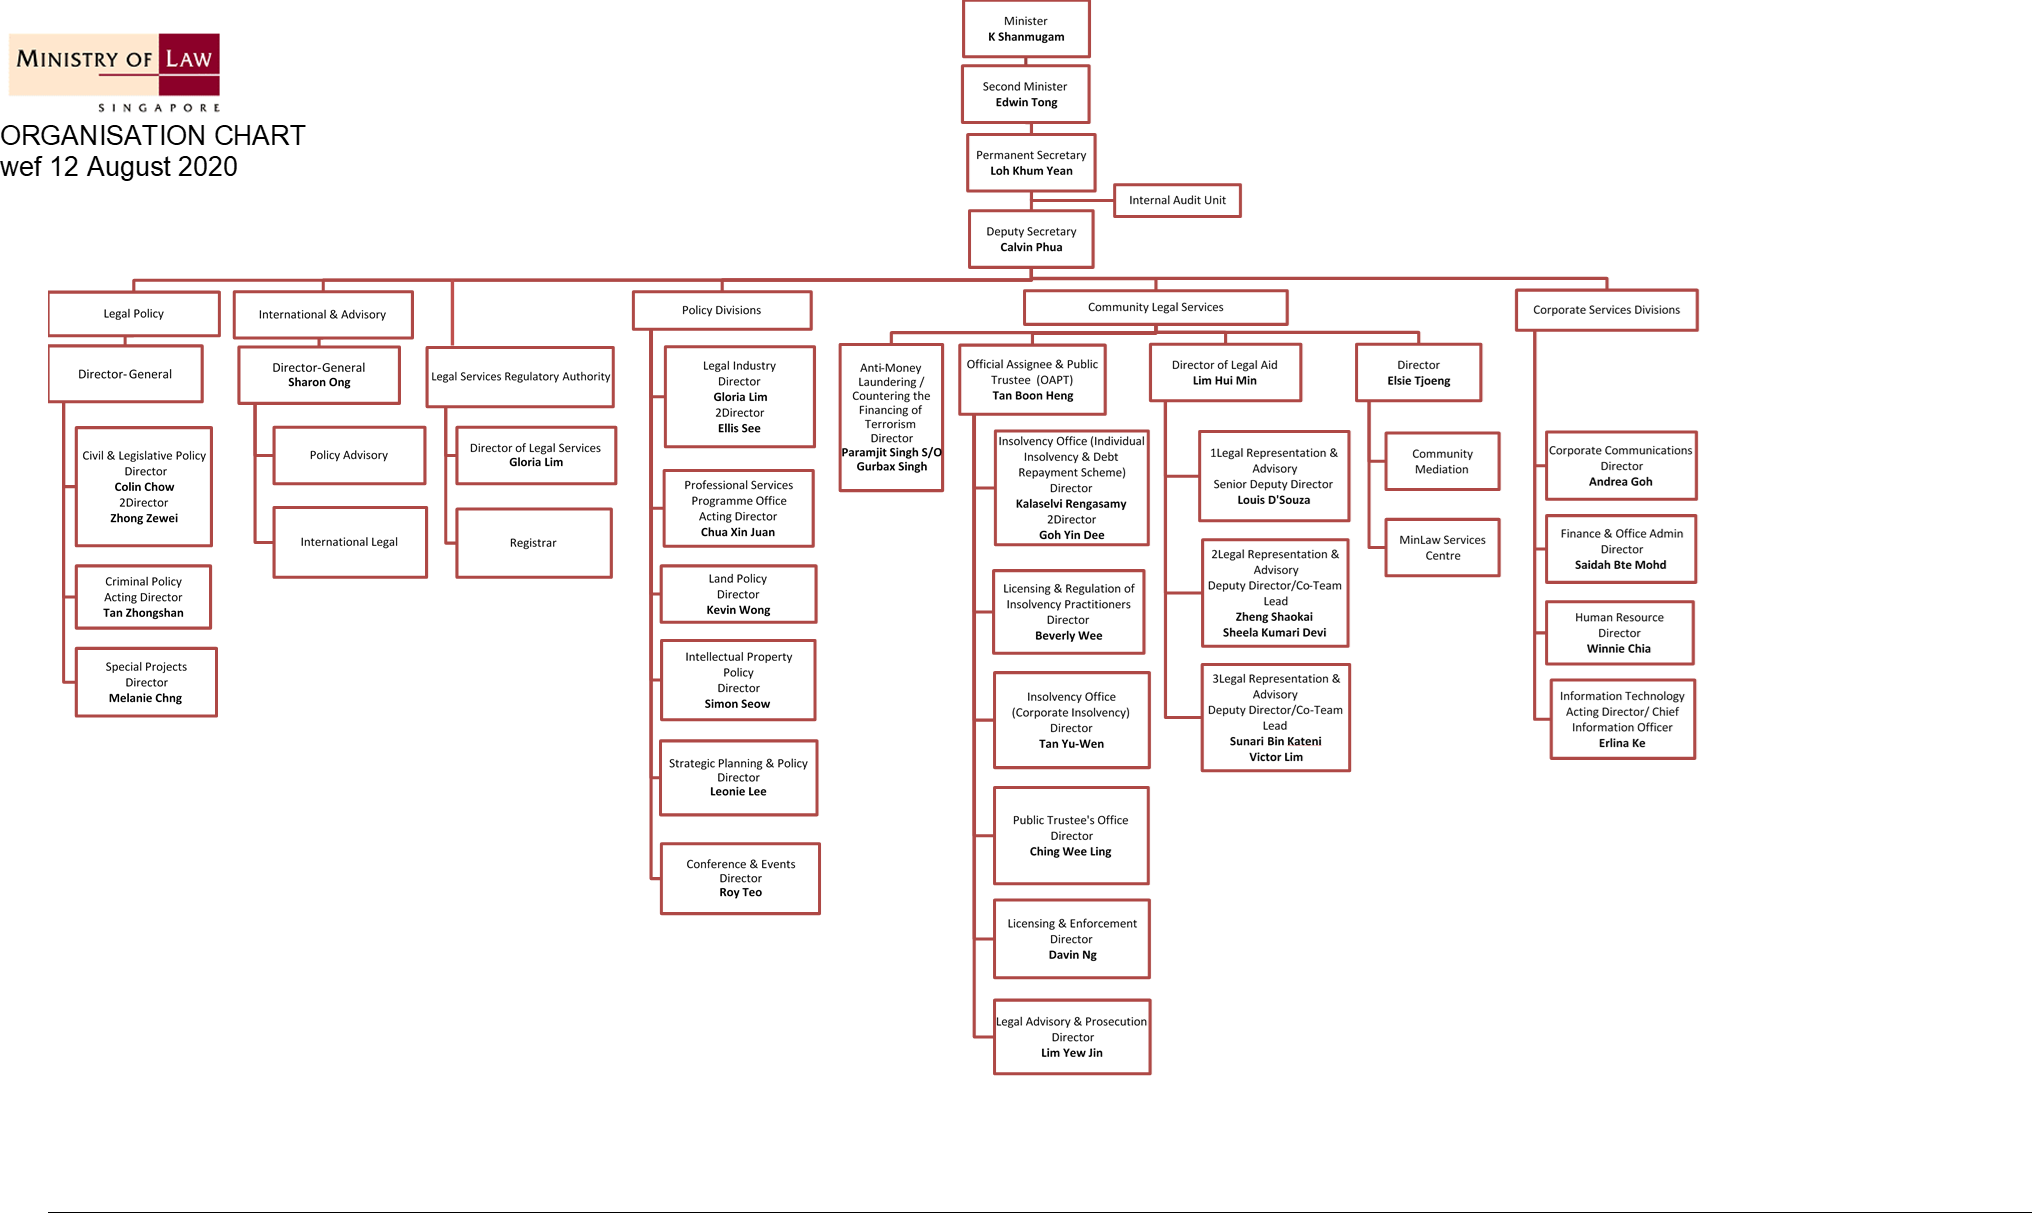 MINISTRY OF LAW
SINGAPORE
ORGANISATION CHART
wef 12 August 2020
Minister
K Shanmugam
Second Minister
Edwin Tong
Permanent Secretary
Loh Khum Yean
Internal Audit Unit
Deputy Secretary
Calvin Phua
Legal Policy
Director- General
Civil & Legislative Policy
Director
Colin Chow
2Director
Zhong Zewei
Criminal Policy
Acting Director
Tan Zhongshan
Special Projects
Director
Melanie Chng
International & Advisory
Director-General
Sharon Ong
Policy Advisory
International Legal
Legal Services Regulatory Authority
Director of Legal Services
Gloria Lim
Registrar
Policy Divisions
Legal Industry
Director
Gloria Lim
2Director
Ellis See
Professional Services
Programme Office
Acting Director
Chua Xin Juan
Land Policy
Director
Kevin Wong
Intellectual Property
Policy
Director
Simon Seow
Strategic Planning & Policy
Director
Leonie Lee
Conference & Events
Director
Roy Teo
Community Legal Services
Anti-Money
Laundering /
Countering the
Financing of
Terrorism
Director
Paramjit Singh S/O
Gurbax Singh
Official Assignee & Public
Trustee (OAPT)
Tan Boon Heng
Insolvency Office (Individual
Insolvency & Debt
Repayment Scheme)
Director
Kalaselvi Rengasamy
2Director
Goh Yin Dee
Licensing & Regulation of
Insolvency Practitioners
Director
Beverly Wee
Insolvency Office
(Corporate Insolvency)
Director
Tan Yu-Wen
Public Trustee's Office
Director
Ching Wee Ling
Licensing & Enforcement
Director
Davin Ng
Legal Advisory & Prosecution
Director
Lim Yew Jin
Director of Legal Aid
Lim Hui Min
1Legal Representation &
Advisory
Senior Deputy Director
Louis D'Souza
2Legal Representation &
Advisory
Deputy Director/Co-Team
Lead
Zheng Shaokai
Sheela Kumari Devi
3Legal Representation &
Advisory
Deputy Director/Co-Team
Lead
Sunari Bin Kateni
Victor Lim
Director
Elsie Tjoeng
Community
Mediation
MinLaw Services
Centre
Corporate Services Divisions
Corporate Communications
Director
Andrea Goh
Finance & Office Admin
Director
Saidah Bte Mohd
Human Resource
Director
Winnie Chia
Information Technology
Acting Director/ Chief
Information Officer
Erlina Ke